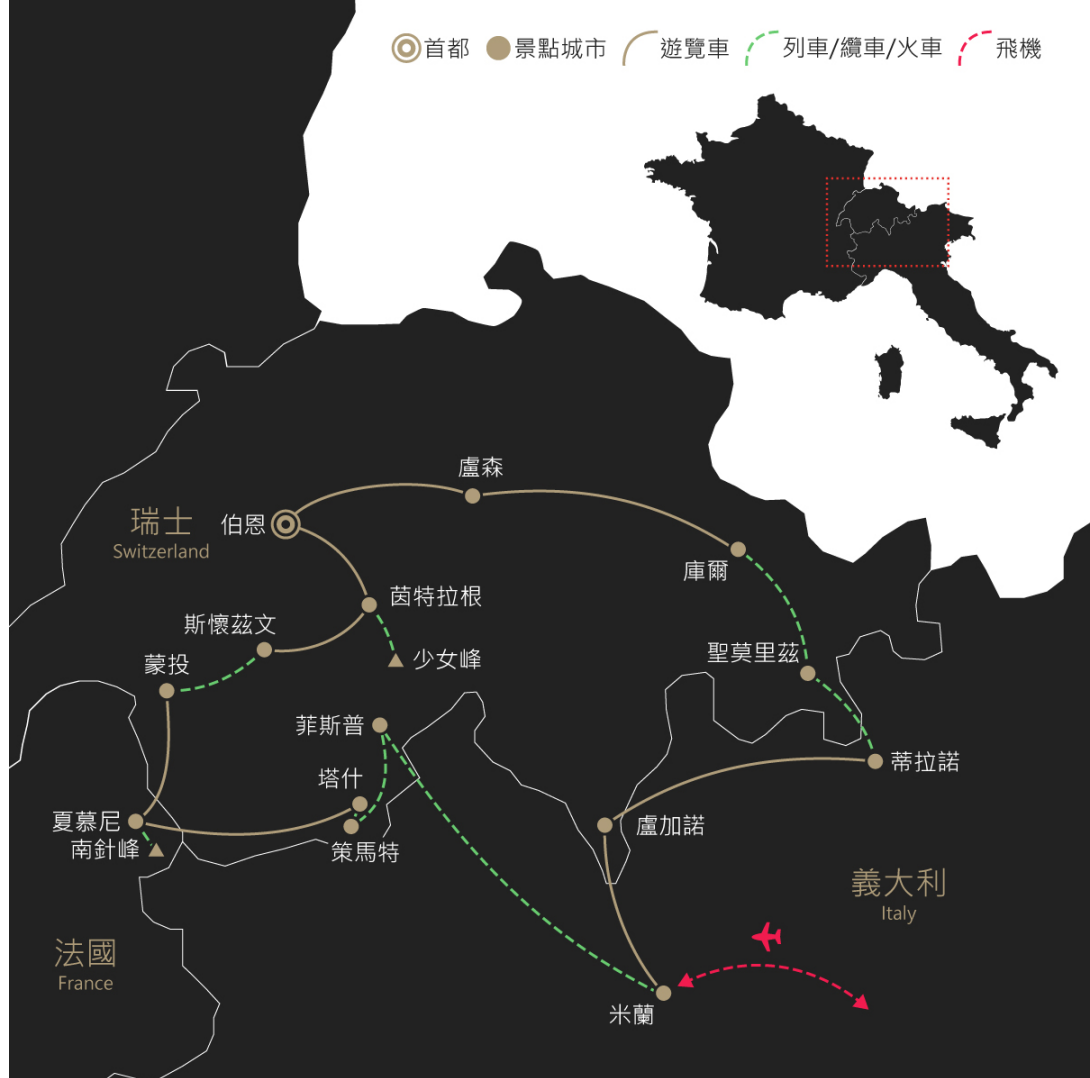 首都 景點城市 遊覽車 列車/纜車/火車 飛機
盧森
瑞士
Switzerland
伯恩
庫爾
茵特拉根
斯懷茲文
少女峰
聖莫里茲
蒙投
菲斯普
蒂拉諾
塔什
夏慕尼
盧加諾
南針峰
策馬特
義大利
Italy
法國
France
米蘭